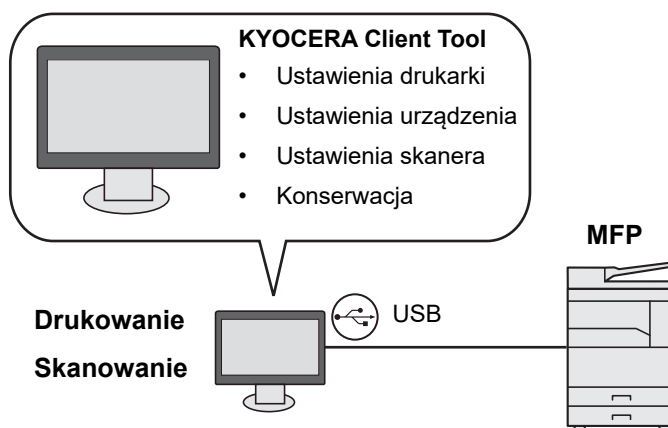 KYOCERA Client Tool
• Ustawienia drukarki
• Ustawienia urządzenia
• Ustawienia skanera
• Konserwacja
MFP
Drukowanie
USB
Skanowanie